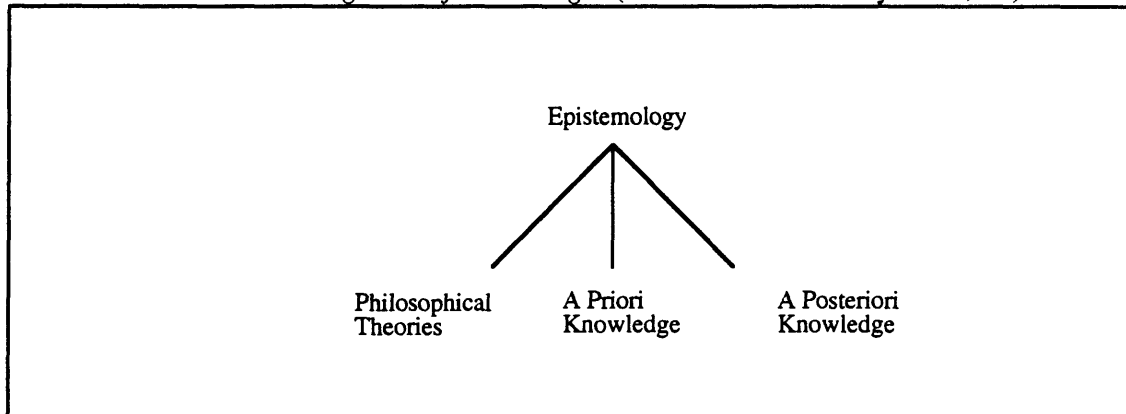 Epistemology
Philosophical
Theories
A Priori
Knowledge
A Posteriori
Knowledge